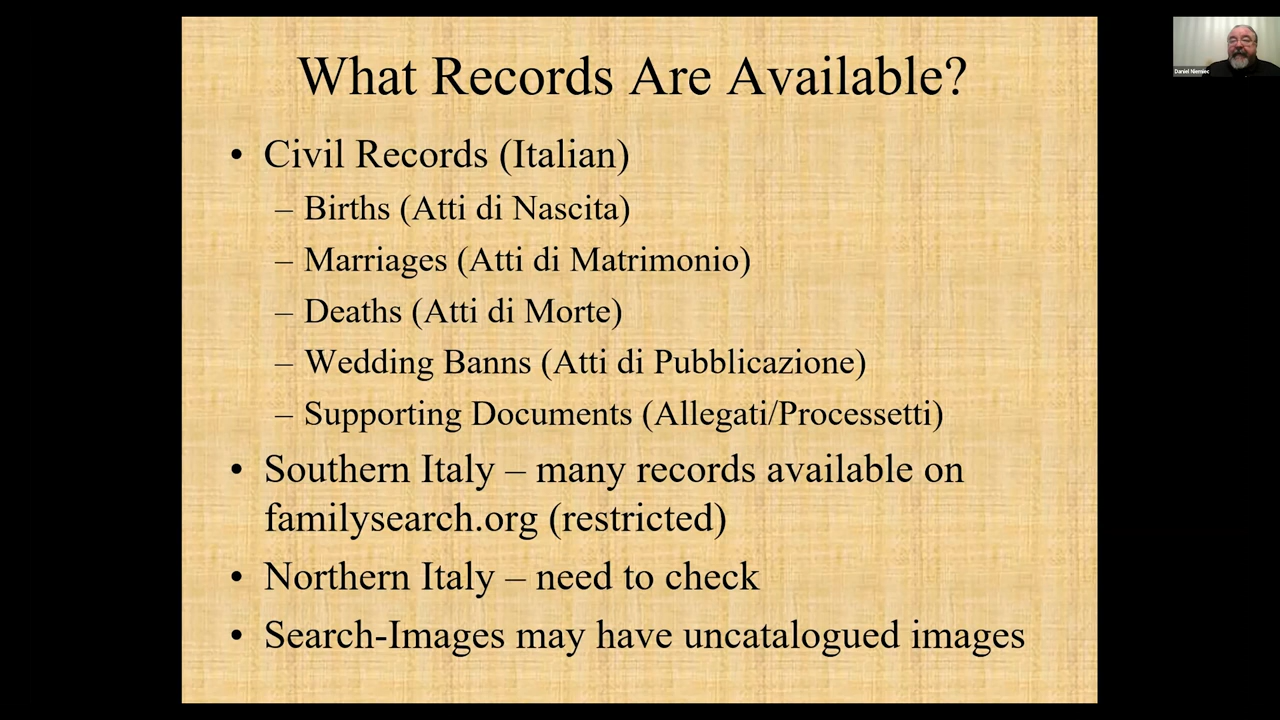 What Records Are Available?
• Civil Records (Italian)
– Births (Atti di Nascita)
– Marriages (Atti di Matrimonio)
– Deaths (Atti di Morte)
– Wedding Banns (Atti di Pubblicazione)
– Supporting Documents (Allegati/Processetti)
• Southern Italy – many records available on
familysearch.org (restricted)
• Northern Italy – need to check
• Search-Images may have uncatalogued images
Daniel Niemiec